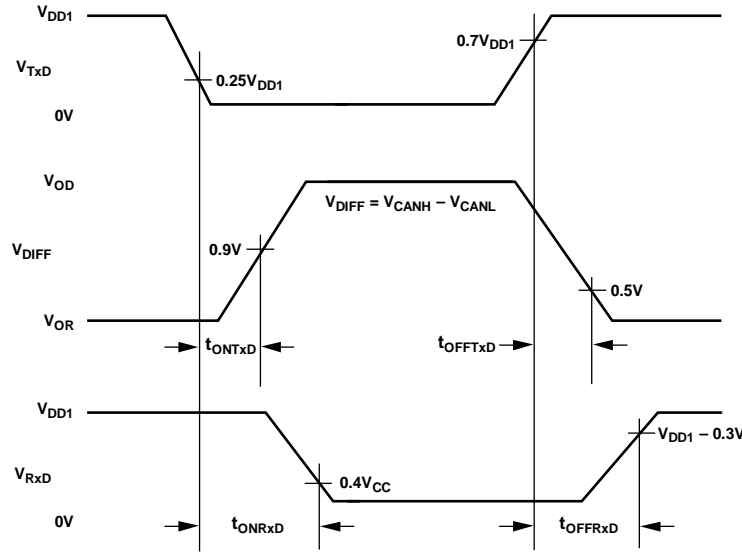 VDD1
0.7VDD1
VTxD
0.25VDD1
0V
VOD
VDIFF = VCANH – VCANL
VDIFF
0.9V
0.5V
VOR
tONTxD
tOFFTxD
VDD1
VDD1 – 0.3V
VRxD
0.4VCC
0V
tONRxD
tOFFRxD